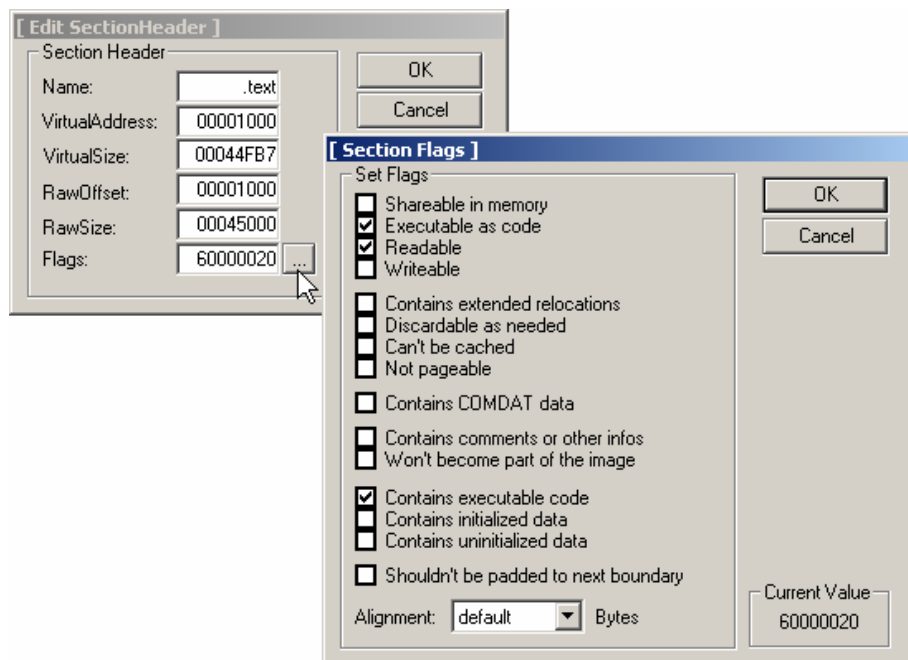 [ Edit SectionHeader ]
Section Header
Name: .text
VirtualAddress: 00001000
VirtualSize: 00044FB7
RawOffset: 00001000
RawSize: 00045000
Flags: 60000020 ...
OK
Cancel
[ Section Flags ]
Set Flags
Shareable in memory
Executable as code
Readable
Writeable
Contains extended relocations
Discardable as needed
Can't be cached
Not pageable
Contains COMDAT data
Contains comments or other infos
Won't become part of the image
Contains executable code
Contains initialized data
Contains uninitialized data
Shouldn't be padded to next boundary
Alignment: default Bytes
OK
Cancel
Current Value
60000020